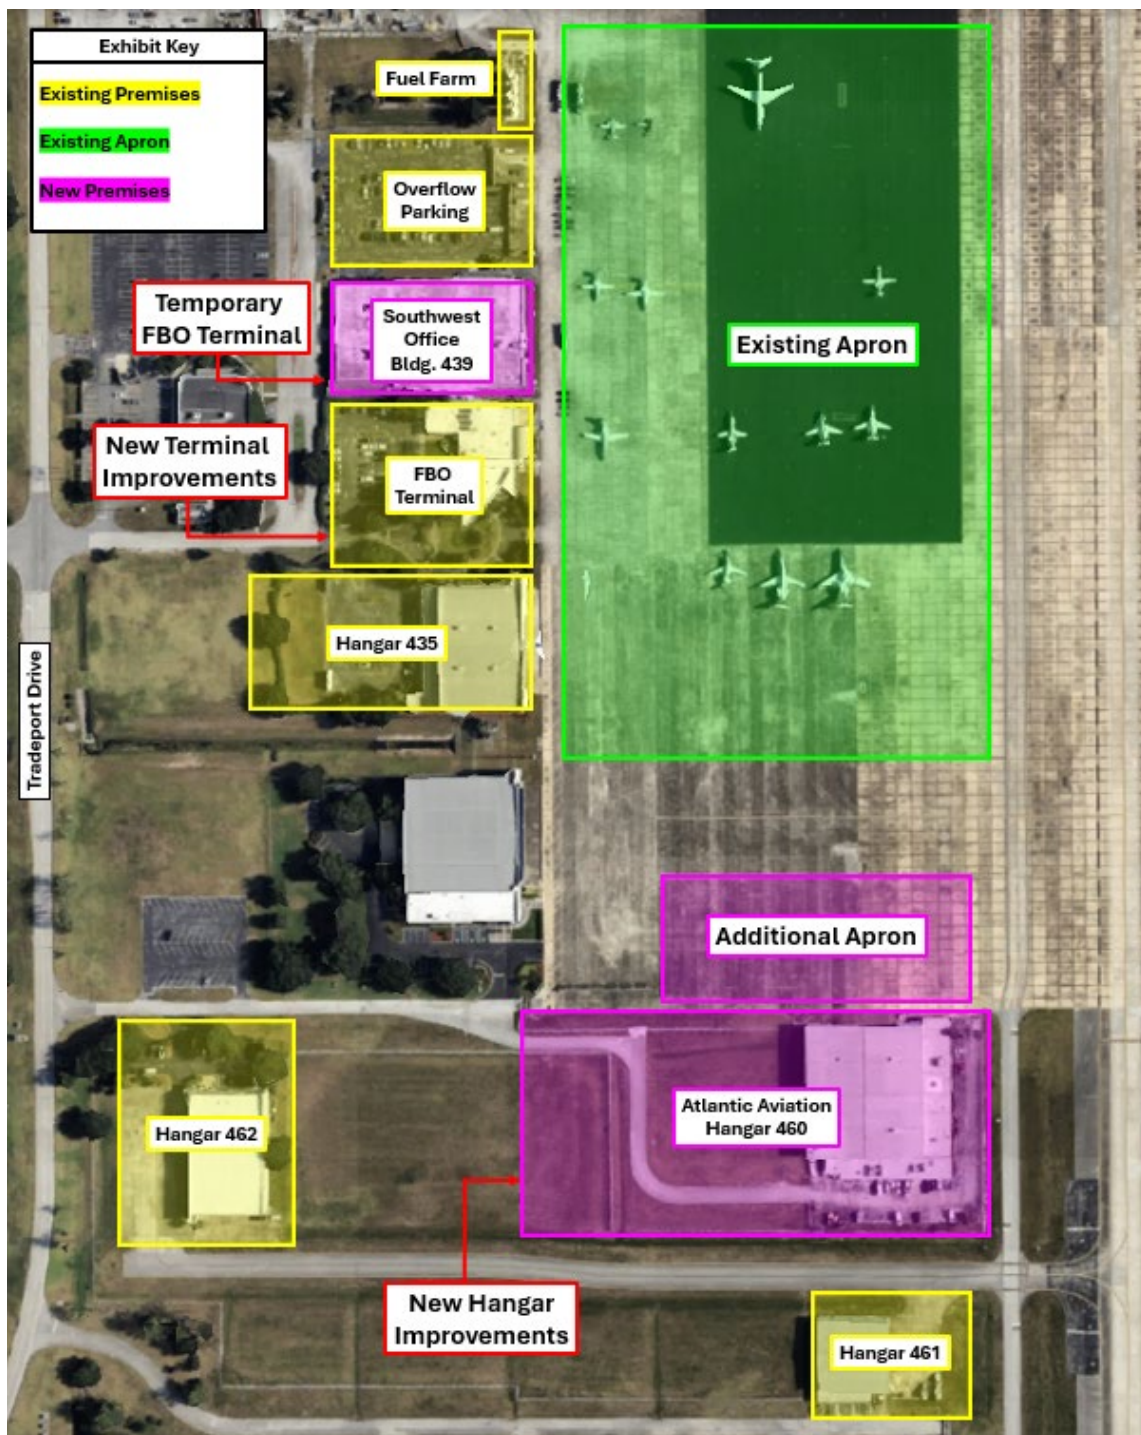 Exhibit Key
Existing Premises
Existing Apron
New Premises
Fuel Farm
Overflow
Parking
Temporary
FBO Terminal
Southwest
Office
Bldg. 439
Existing Apron
New Terminal
Improvements
FBO
Terminal
Hangar 435
Tradeport Drive
Additional Apron
Atlantic Aviation
Hangar 460
Hangar 462
New Hangar
Improvements
Hangar 461